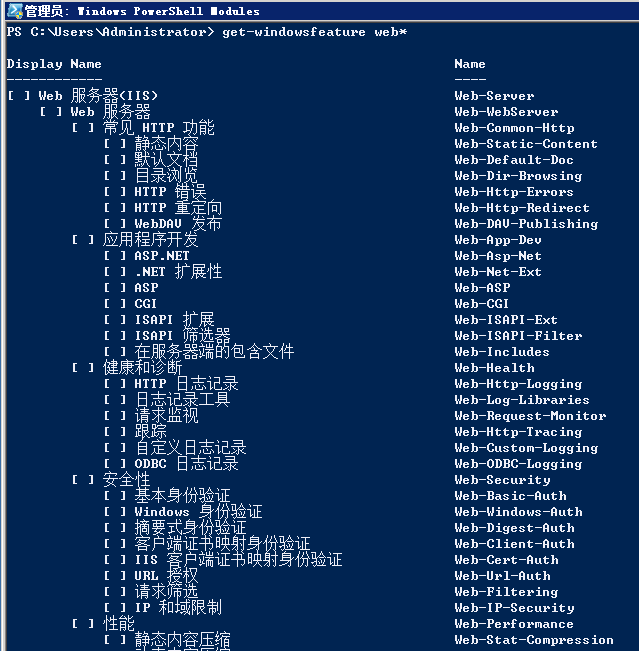 管理员: Windows PowerShell Modules
PS C:\Users\Administrator> get-windowsfeature web*
Display Name Name
------------ ----
[ ] Web 服务器(IIS) Web-Server
[ ] Web 服务器 Web-WebServer
[ ] 常见 HTTP 功能 Web-Common-Http
[ ] 静态内容 Web-Static-Content
[ ] 默认文档 Web-Default-Doc
[ ] 目录浏览 Web-Dir-Browsing
[ ] HTTP 错误 Web-Http-Errors
[ ] HTTP 重定向 Web-Http-Redirect
[ ] WebDAV 发布 Web-DAV-Publishing
[ ] 应用程序开发 Web-App-Dev
[ ] ASP.NET Web-Asp-Net
[ ] .NET 扩展性 Web-Net-Ext
[ ] ASP Web-ASP
[ ] CGI Web-CGI
[ ] ISAPI 扩展 Web-ISAPI-Ext
[ ] ISAPI 筛选器 Web-ISAPI-Filter
[ ] 在服务器端的包含文件 Web-Includes
[ ] 健康和诊断 Web-Health
[ ] HTTP 日志记录 Web-Http-Logging
[ ] 日志记录工具 Web-Log-Libraries
[ ] 请求监视 Web-Request-Monitor
[ ] 跟踪 Web-Http-Tracing
[ ] 自定义日志记录 Web-Custom-Logging
[ ] ODBC 日志记录 Web-ODBC-Logging
[ ] 安全性 Web-Security
[ ] 基本身份验证 Web-Basic-Auth
[ ] Windows 身份验证 Web-Windows-Auth
[ ] 摘要式身份验证 Web-Digest-Auth
[ ] 客户端证书映射身份验证 Web-Client-Auth
[ ] IIS 客户端证书映射身份验证 Web-Cert-Auth
[ ] URL 授权 Web-Url-Auth
[ ] 请求筛选 Web-Filtering
[ ] IP 和域限制 Web-IP-Security
[ ] 性能 Web-Performance
[ ] 静态内容压缩 Web-Stat-Compression